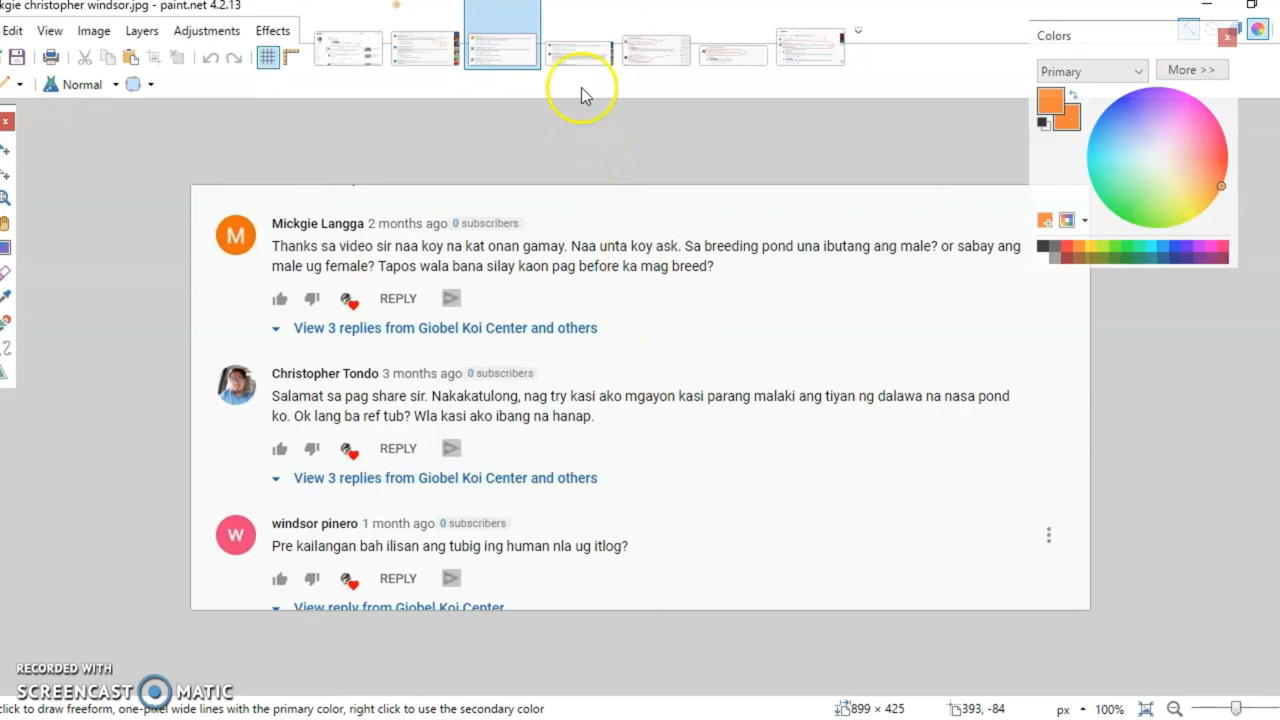 kgie christopher windsor.jpg - paint.net 4.2.13
Edit View Image Layers Adjustments Effects
Colors
Primary More >>
Normal
Mickgie Langga 2 months ago 0 subscribers
Thanks sa video sir naa koy na kat onan gamay. Naa unta koy ask. Sa breeding pond una ibutang ang male? or sabay ang
male ug female? Tapos wala bana silay kaon pag before ka mag breed?
REPLY
View 3 replies from Giobel Koi Center and others
Christopher Tondo 3 months ago 0 subscribers
Salamat sa pag share sir. Nakakatulong, nag try kasi ako mgayon kasi parang malaki ang tiyan ng dalawa na nasa pond
ko. Ok lang ba ref tub? Wla kasi ako ibang na hanap.
REPLY
View 3 replies from Giobel Koi Center and others
W windsor pinero 1 month ago 0 subscribers
Pre kailangan bah ilisan ang tubig ing human nla ug itlog?
REPLY
View reply from Giobel Koi Center
RECORDED WITH
SCREENCAST MATIC
click to draw freeform, one-pixel wide lines with the primary color, right click to use the secondary color 899 × 425 393, -84 px 100%